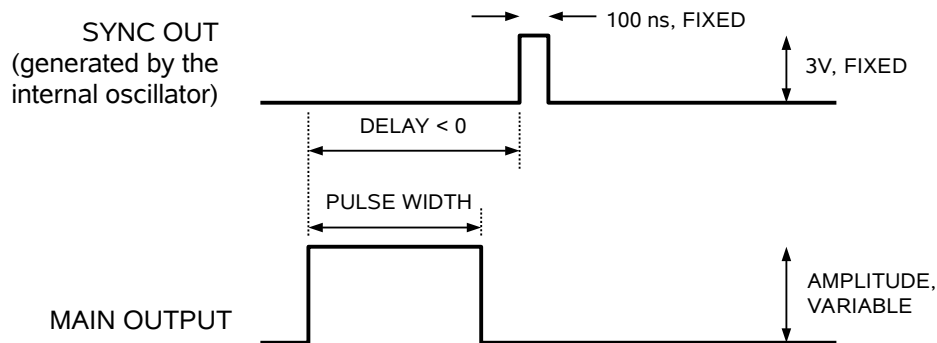 100 ns, FIXED
SYNC OUT
(generated by the
internal oscillator)
3V, FIXED
DELAY < 0
PULSE WIDTH
AMPLITUDE,
VARIABLE
MAIN OUTPUT